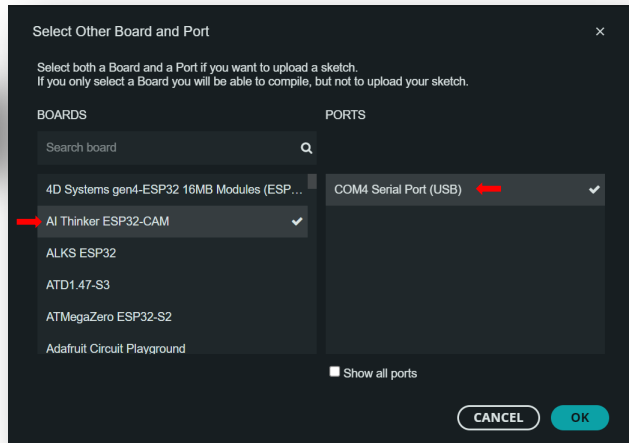 Select Other Board and Port
Select both a Board and a Port if you want to upload a sketch.
If you only select a Board you will be able to compile, but not to upload your sketch.
BOARDS
PORTS
Search board
4D Systems gen4-ESP32 16MB Modules (ESP...
COM4 Serial Port (USB)
AI Thinker ESP32-CAM
ALKS ESP32
ATD1.47-S3
ATMegaZero ESP32-S2
Adafruit Circuit Playground
Show all ports
CANCEL
OK